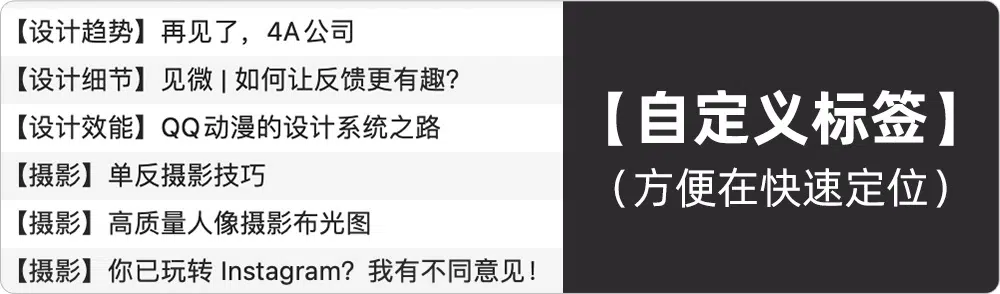 【设计趋势】再见了，4A公司
【设计细节】见微 | 如何让反馈更有趣?
【设计效能】QQ动漫的设计系统之路
【摄影】单反摄影技巧
【摄影】高质量人像摄影布光图
【摄影】你已玩转 Instagram？我有不同意见！
【自定义标签】
（方便在快速定位）